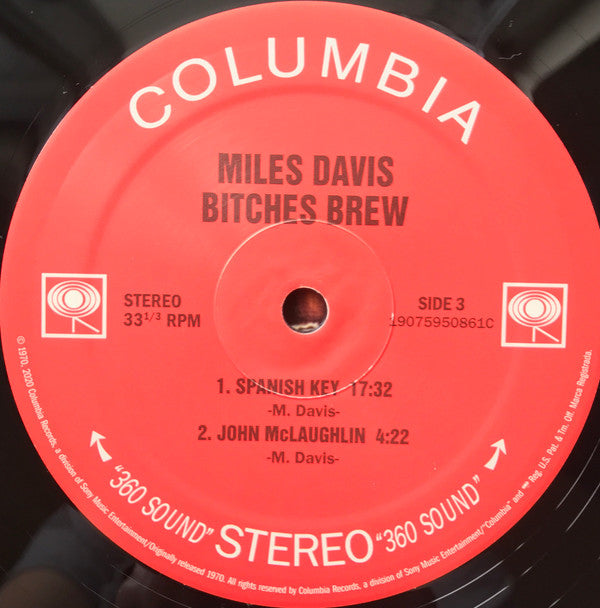 COLUMBIA
MILES DAVIS
BITCHES BREW
STEREO
33 1/3 RPM
SIDE 3
19075950861C
1. SPANISH KEY 17:32
-M. Davis-
2. JOHN McLAUGHLIN 4:22
-M. Davis-
"360 SOUND" STEREO "360 SOUND"
© 1970, 2020 Columbia Records, a division of Sony Music Entertainment/Originally released 1970. All rights reserved by Columbia Records, a division of Sony Music Entertainment/"Columbia" and Reg. U.S. Pat. & Tm. Off. Marca Registrada.